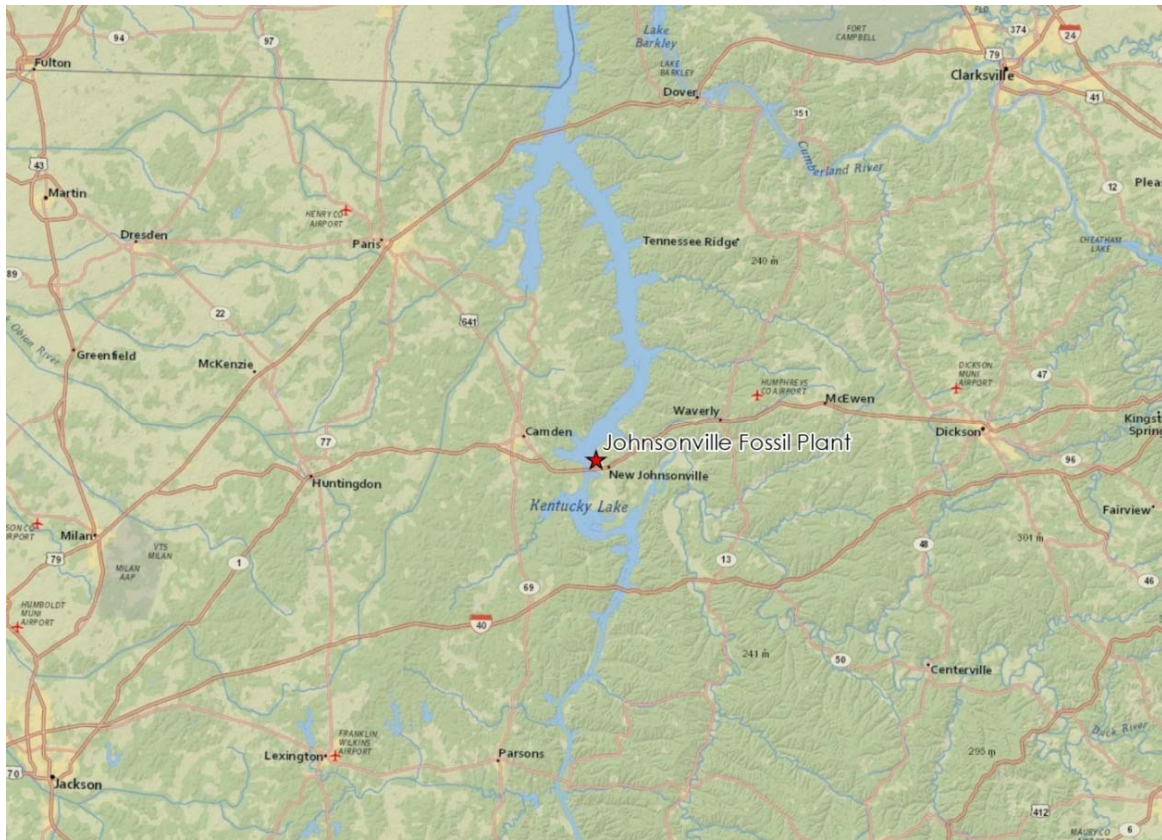 94
97
Lake
Barkley
LAKE
BARKLEY
FORT
CAMPBELL
374
24
79
Fulton
Clarksville
Dover
41
351
Cumberland River
43
Martin
12
HENRY CO
AIRPORT
Dresden
Paris
Tennessee Ridge
240 m
CHEATHAM
LAKE
89
22
641
Obion River
Greenfield
McKenzie
47
DICKSON
MUNI
AIRPORT
HUMPHREYS
CO AIRPORT
McEwen
Waverly
Camden
Dickson
77
Johnsonville Fossil Plant
96
Huntingdon
New Johnsonville
Kentucky Lake
Fairview
Milan
79
VTS
MILAN
MILAN
AAP
1
13
48
301 m
46
69
HUMBOLDT
MUNI
AIRPORT
40
241 m
50
Centerville
FRANKLIN
WILKINS
AIRPORT
Lexington
Parsons
Duck River
295 m
70
Jackson
412
6